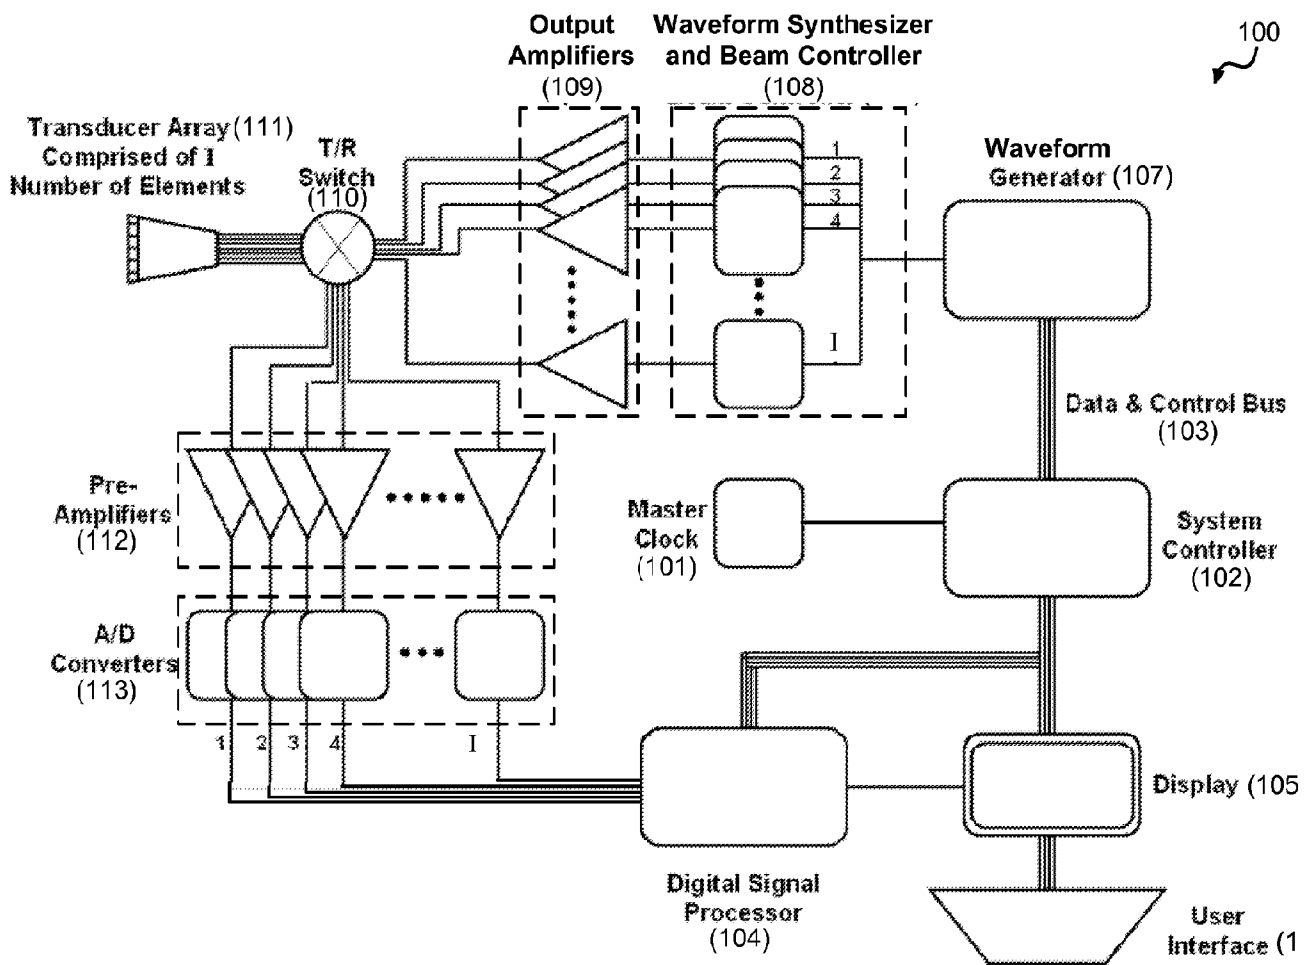 Output
Amplifiers
(109)
Waveform Synthesizer
and Beam Controller
(108)
100
Transducer Array (111)
Comprised of I
Number of Elements
T/R
Switch
(110)
1
2
3
4
I
Waveform
Generator (107)
Data & Control Bus
(103)
Pre-
Amplifiers
(112)
Master
Clock
(101)
System
Controller
(102)
A/D
Converters
(113)
1 2 3 4 I
Display (105
Digital Signal
Processor
(104)
User
Interface (1